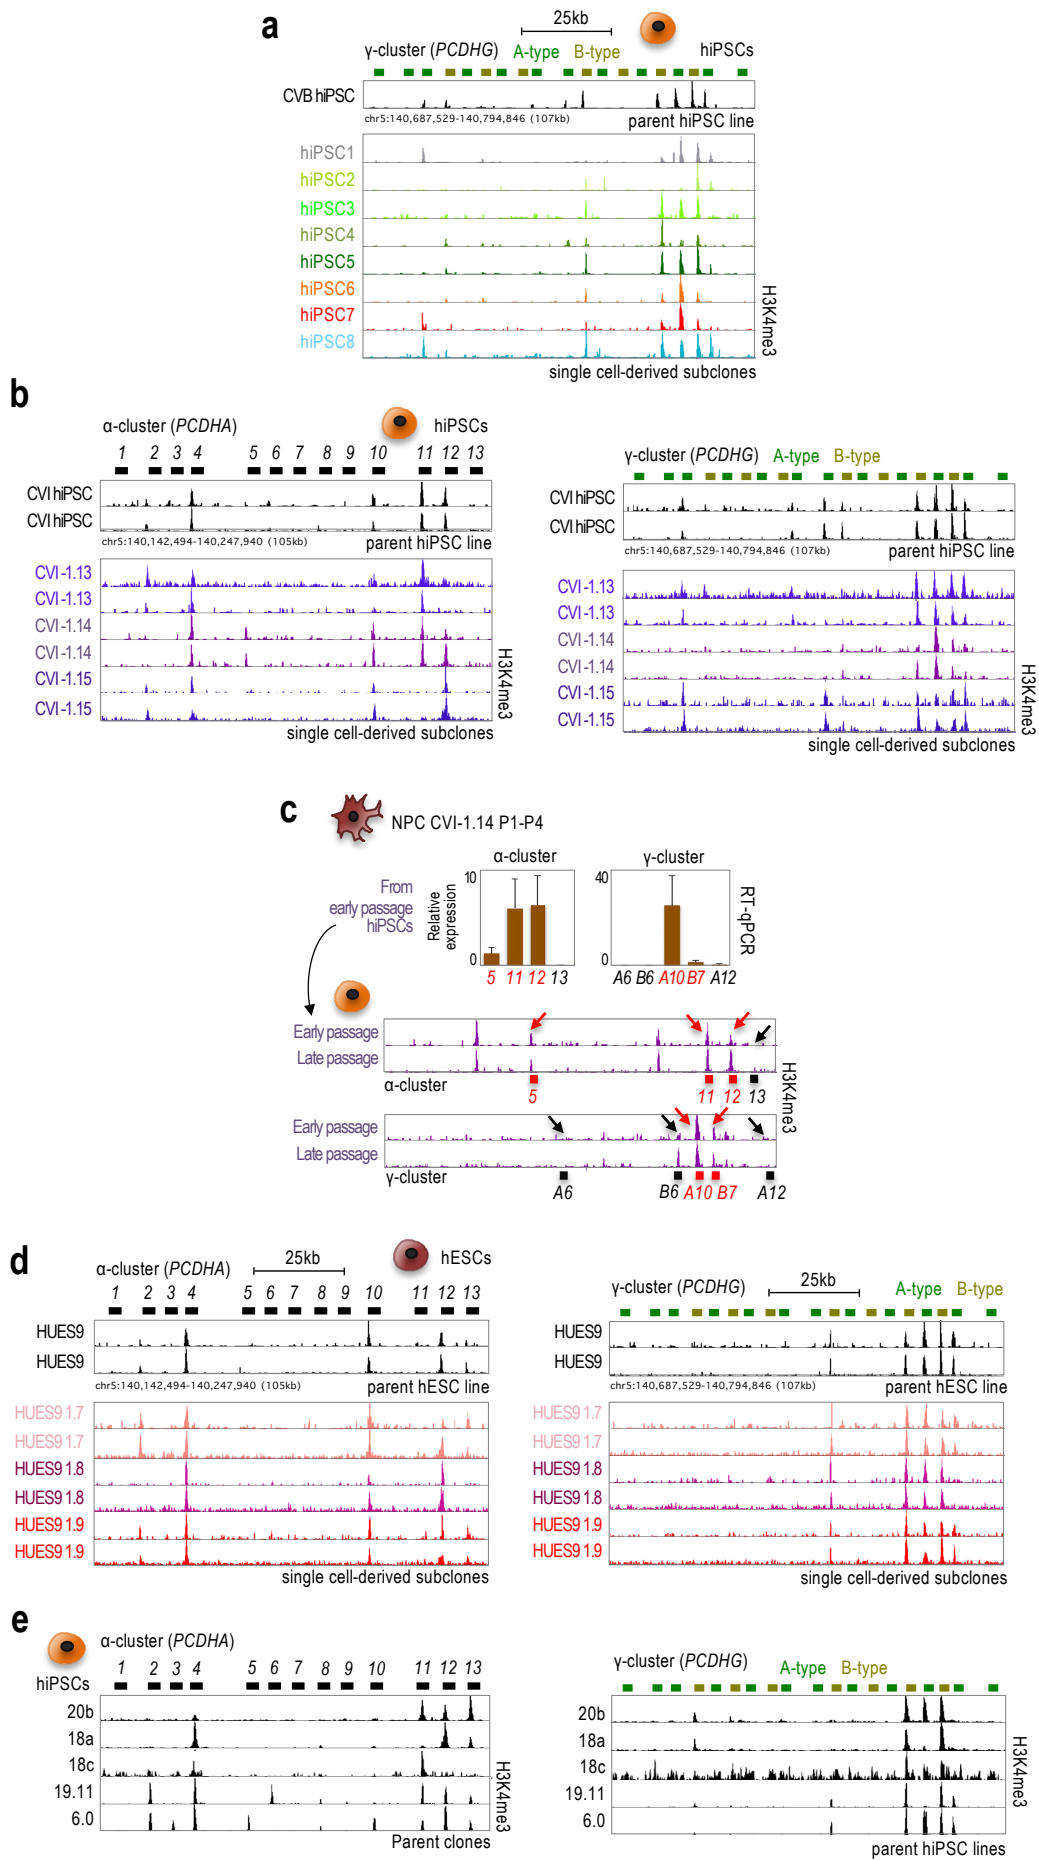 a
25kb
γ-cluster (PCDHG) A-type B-type hiPSCs
CVB hiPSC
chr5:140,687,529-140,794,846 (107kb) parent hiPSC line
hiPSC1
hiPSC2
hiPSC3
hiPSC4
hiPSC5
hiPSC6
hiPSC7
hiPSC8
H3K4me3
single cell-derived subclones
b
α-cluster (PCDHA) hiPSCs
1 2 3 4 5 6 7 8 9 10 11 12 13
CVI hiPSC
CVI hiPSC
chr5:140,142,494-140,247,940 (105kb) parent hiPSC line
CVI-1.13
CVI-1.13
CVI-1.14
CVI-1.14
CVI-1.15
CVI-1.15
H3K4me3
single cell-derived subclones
γ-cluster (PCDHG) A-type B-type
CVI hiPSC
CVI hiPSC
chr5:140,687,529-140,794,846 (107kb) parent hiPSC line
CVI-1.13
CVI-1.13
CVI-1.14
CVI-1.14
CVI-1.15
CVI-1.15
H3K4me3
single cell-derived subclones
c
NPC CVI-1.14 P1-P4
α-cluster γ-cluster
From
early passage
hiPSCs
Relative
expression
10
0
5 11 12 13
40
0
A6 B6 A10 B7 A12
RT-qPCR
Early passage
Late passage
α-cluster
5 11 12 13
Early passage
Late passage
γ-cluster
A6 B6 A10 B7 A12
H3K4me3
d
α-cluster (PCDHA) 25kb hESCs
1 2 3 4 5 6 7 8 9 10 11 12 13
HUES9
HUES9
chr5:140,142,494-140,247,940 (105kb) parent hESC line
HUES9 1.7
HUES9 1.7
HUES9 1.8
HUES9 1.8
HUES9 1.9
HUES9 1.9
single cell-derived subclones
γ-cluster (PCDHG) 25kb A-type B-type
HUES9
HUES9
chr5:140,687,529-140,794,846 (107kb) parent hESC line
HUES9 1.7
HUES9 1.7
HUES9 1.8
HUES9 1.8
HUES9 1.9
HUES9 1.9
single cell-derived subclones
e
α-cluster (PCDHA)
hiPSCs
1 2 3 4 5 6 7 8 9 10 11 12 13
20b
18a
18c
19.11
6.0
H3K4me3
Parent clones
γ-cluster (PCDHG) A-type B-type
20b
18a
18c
19.11
6.0
H3K4me3
parent hiPSC lines